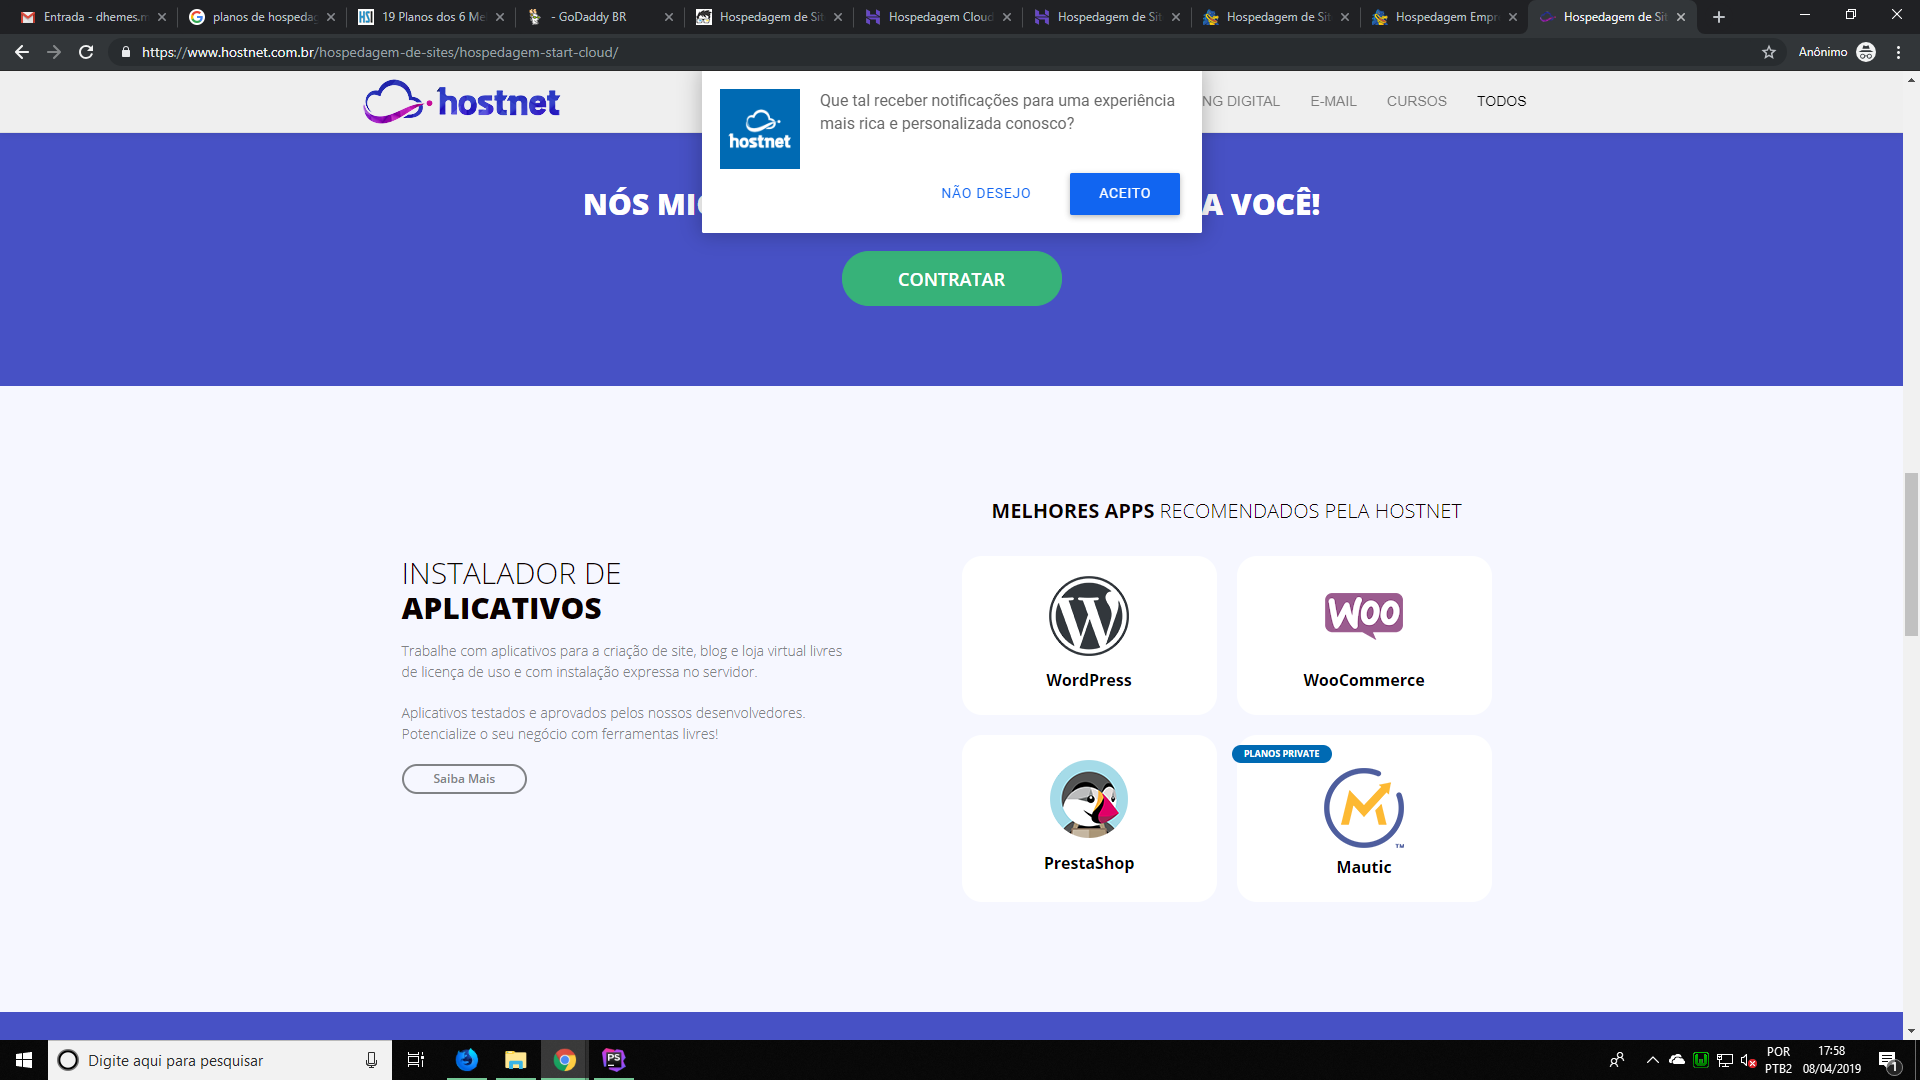 Entrada - dhemes.m
planos de hospedag
19 Planos dos 6 Mel
- GoDaddy BR
Hospedagem de Sit
Hospedagem Cloud
Hospedagem de Sit
Hospedagem de Sit
Hospedagem Empr
Hospedagem de Sit
https://www.hostnet.com.br/hospedagem-de-sites/hospedagem-start-cloud/
Anônimo
hostnet
hostnet
Que tal receber notificações para uma experiência
mais rica e personalizada conosco?
NÃO DESEJO
ACEITO
NG DIGITAL
E-MAIL
CURSOS
TODOS
NÓS MIG
A VOCÊ!
CONTRATAR
INSTALADOR DE
APLICATIVOS
Trabalhe com aplicativos para a criação de site, blog e loja virtual livres
de licença de uso e com instalação expressa no servidor.
Aplicativos testados e aprovados pelos nossos desenvolvedores.
Potencialize o seu negócio com ferramentas livres!
Saiba Mais
MELHORES APPS RECOMENDADOS PELA HOSTNET
WordPress
WOO
WooCommerce
PrestaShop
PLANOS PRIVATE
TM
Mautic
Digite aqui para pesquisar
PS
POR
PTB2
17:58
08/04/2019
1